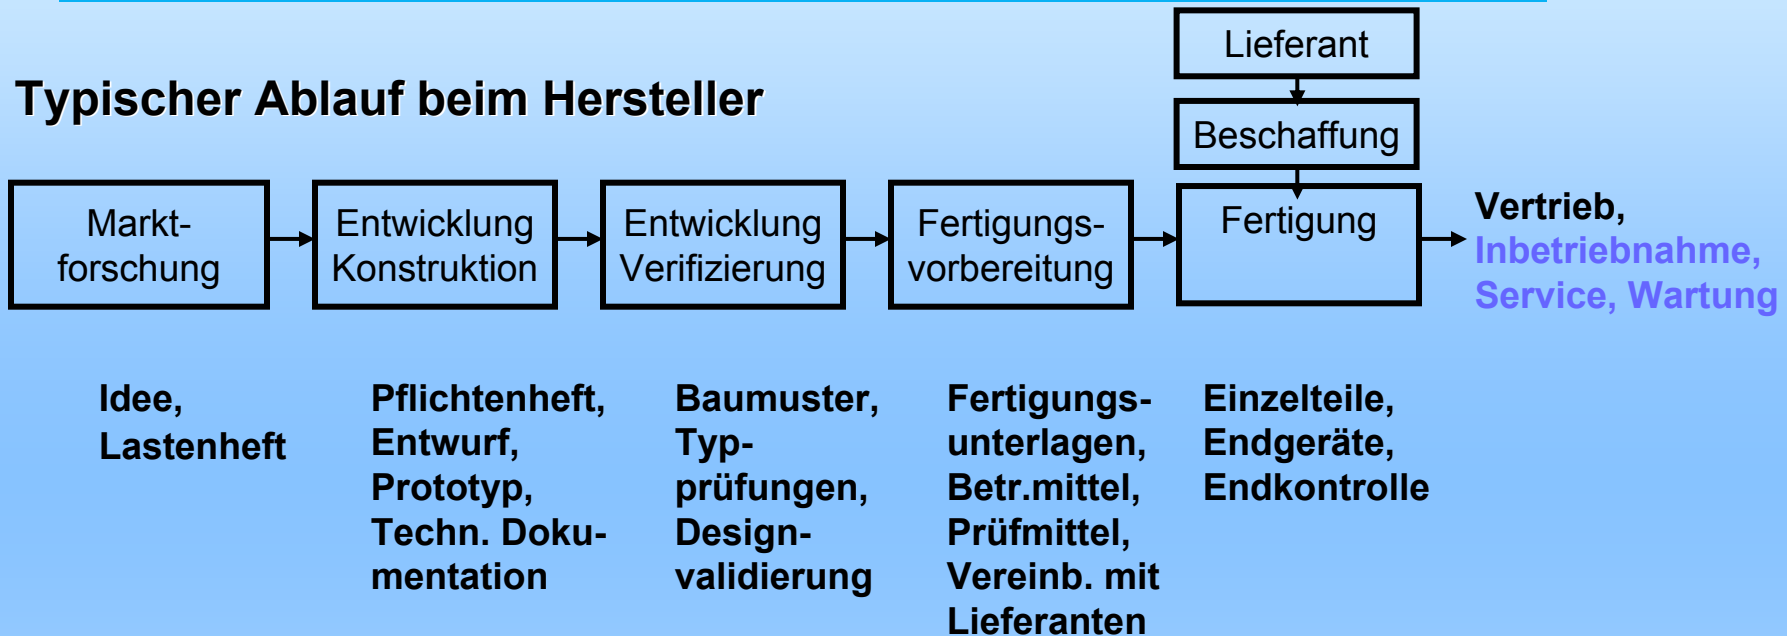 Typischer Ablauf beim Hersteller
Lieferant
Beschaffung
Markt-
forschung
Entwicklung
Konstruktion
Entwicklung
Verifizierung
Fertigungs-
vorbereitung
Fertigung
Vertrieb,
Inbetriebnahme,
Service, Wartung
Idee,
Lastenheft
Pflichtenheft,
Entwurf,
Prototyp,
Techn. Doku-
mentation
Baumuster,
Typ-
prüfungen,
Design-
validierung
Fertigungs-
unterlagen,
Betr.mittel,
Prüfmittel,
Vereinb. mit
Lieferanten
Einzelteile,
Endgeräte,
Endkontrolle